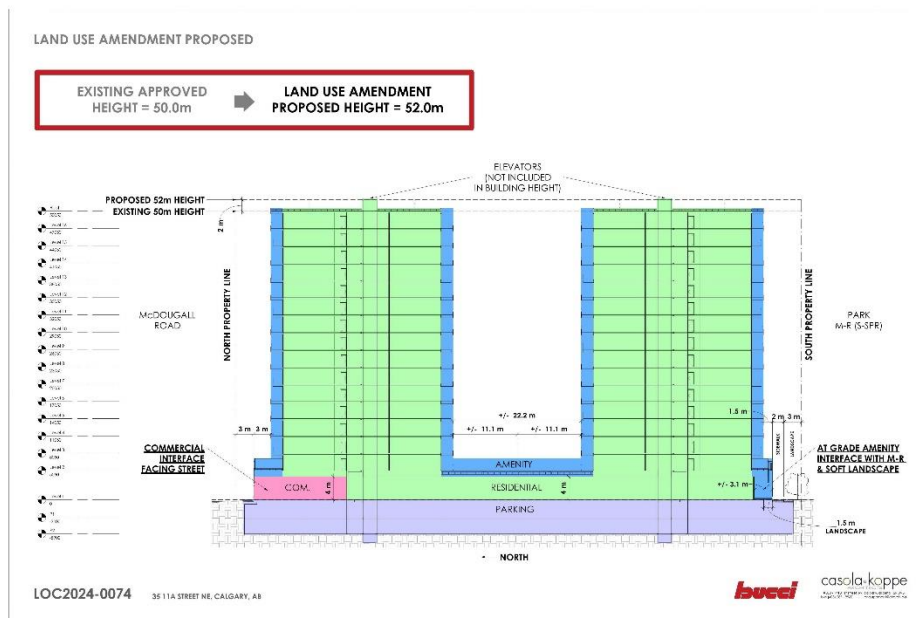 LAND USE AMENDMENT PROPOSED
EXISTING APPROVED
HEIGHT = 50.0m
LAND USE AMENDMENT
PROPOSED HEIGHT = 52.0m
ELEVATORS
(NOT INCLUDED
IN BUILDING HEIGHT)
PROPOSED 52m HEIGHT
EXISTING 50m HEIGHT
2 m
McDOUGALL
ROAD
NORTH PROPERTY LINE
SOUTH PROPERTY LINE
PARK
M-R (S-SPR)
+/- 22.2 m
+/- 11.1 m
+/- 11.1 m
3 m
3 m
1.5 m
2 m
3 m
SIDEWALK
LANDSCAPE
COMMERCIAL
INTERFACE
FACING STREET
AMENITY
COM.
4 m
RESIDENTIAL
4 m
+/- 3.1 m
AT GRADE AMENITY
INTERFACE WITH M-R
& SOFT LANDSCAPE
PARKING
1.5 m
LANDSCAPE
NORTH
LOC2024-0074
35 11A STREET NE, CALGARY, AB
bucci
casola koppe